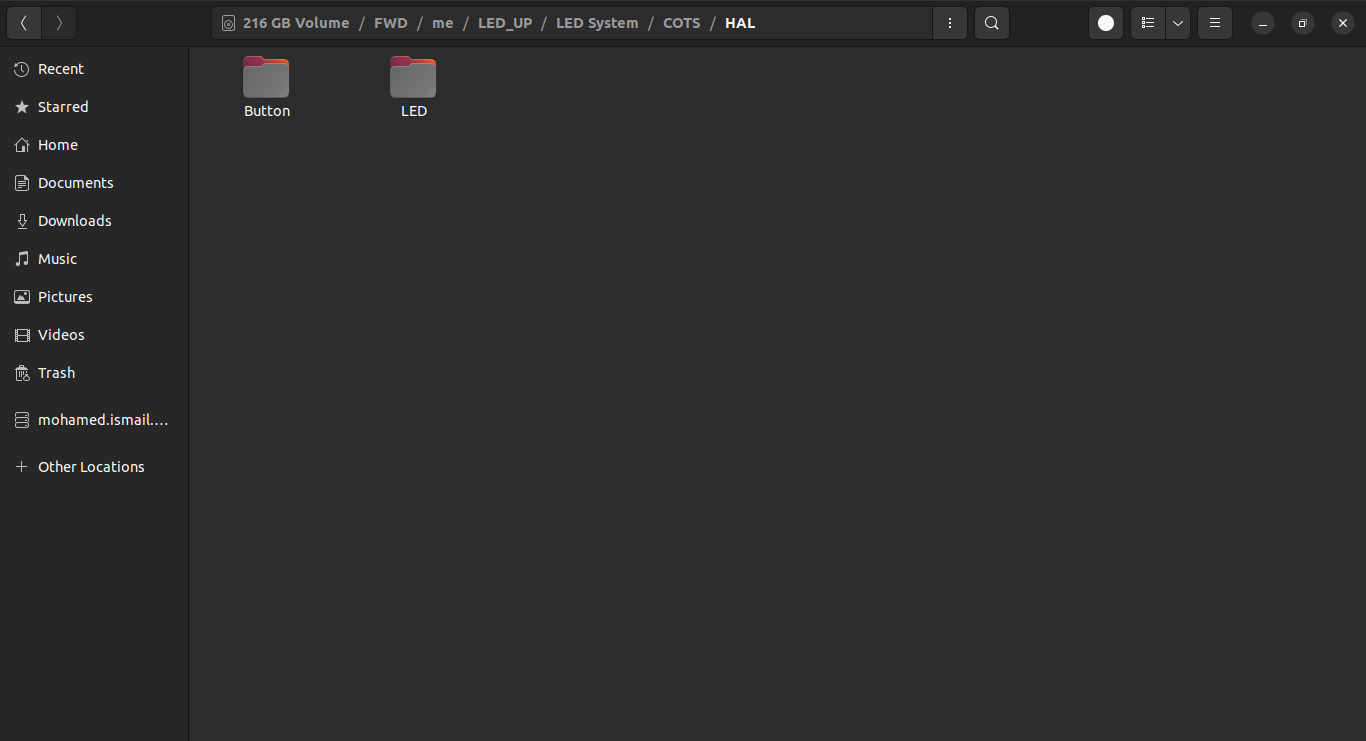 216 GB Volume / FWD / me / LED_UP / LED System / COTS / HAL
Recent
Starred
Home
Documents
Downloads
Music
Pictures
Videos
Trash
mohamed.ismail....
Other Locations
Button
LED